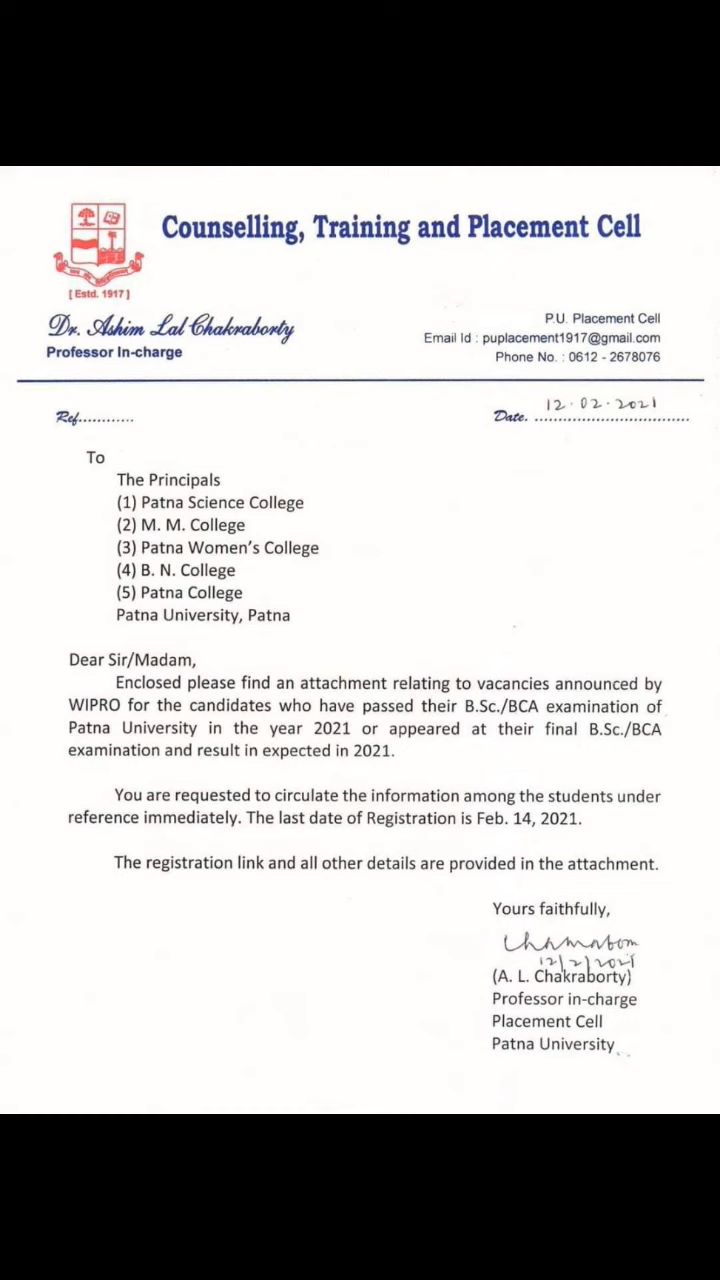 Counselling, Training and Placement Cell
[ Estd. 1917 ]
Dr. Ashim Lal Chakraborty
Professor In-charge
P.U. Placement Cell
Email Id : puplacement1917@gmail.com
Phone No. : 0612 - 2678076
Ref............
Date. 12.02.2021
To
The Principals
(1) Patna Science College
(2) M. M. College
(3) Patna Women's College
(4) B. N. College
(5) Patna College
Patna University, Patna
Dear Sir/Madam,
Enclosed please find an attachment relating to vacancies announced by
WIPRO for the candidates who have passed their B.Sc./BCA examination of
Patna University in the year 2021 or appeared at their final B.Sc./BCA
examination and result in expected in 2021.
You are requested to circulate the information among the students under
reference immediately. The last date of Registration is Feb. 14, 2021.
The registration link and all other details are provided in the attachment.
Yours faithfully,
12/2/2021
(A. L. Chakraborty)
Professor in-charge
Placement Cell
Patna University